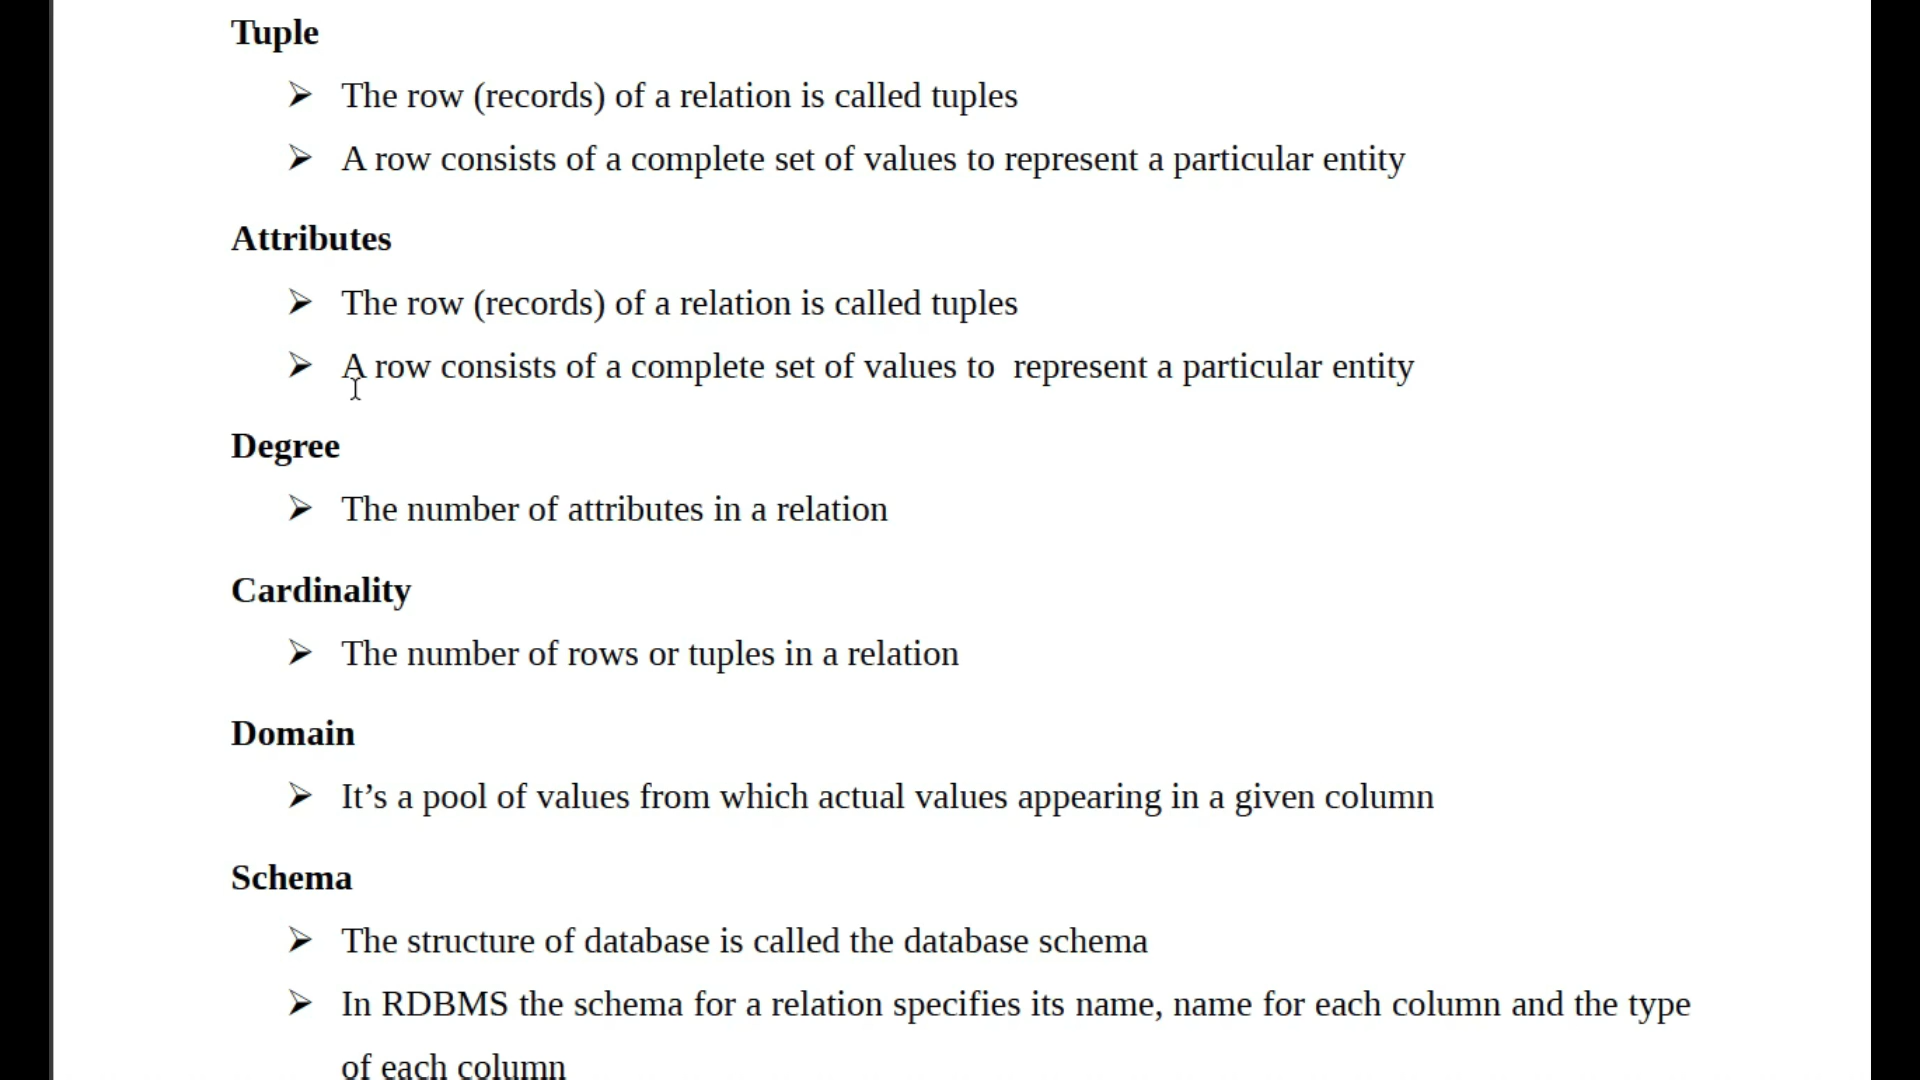 Tuple
➢ The row (records) of a relation is called tuples
➢ A row consists of a complete set of values to represent a particular entity
Attributes
➢ The row (records) of a relation is called tuples
➢ A row consists of a complete set of values to  represent a particular entity
Degree
➢ The number of attributes in a relation
Cardinality
➢ The number of rows or tuples in a relation
Domain
➢ It’s a pool of values from which actual values appearing in a given column
Schema
➢ The structure of database is called the database schema
➢ In RDBMS the schema for a relation specifies its name, name for each column and the type
of each column